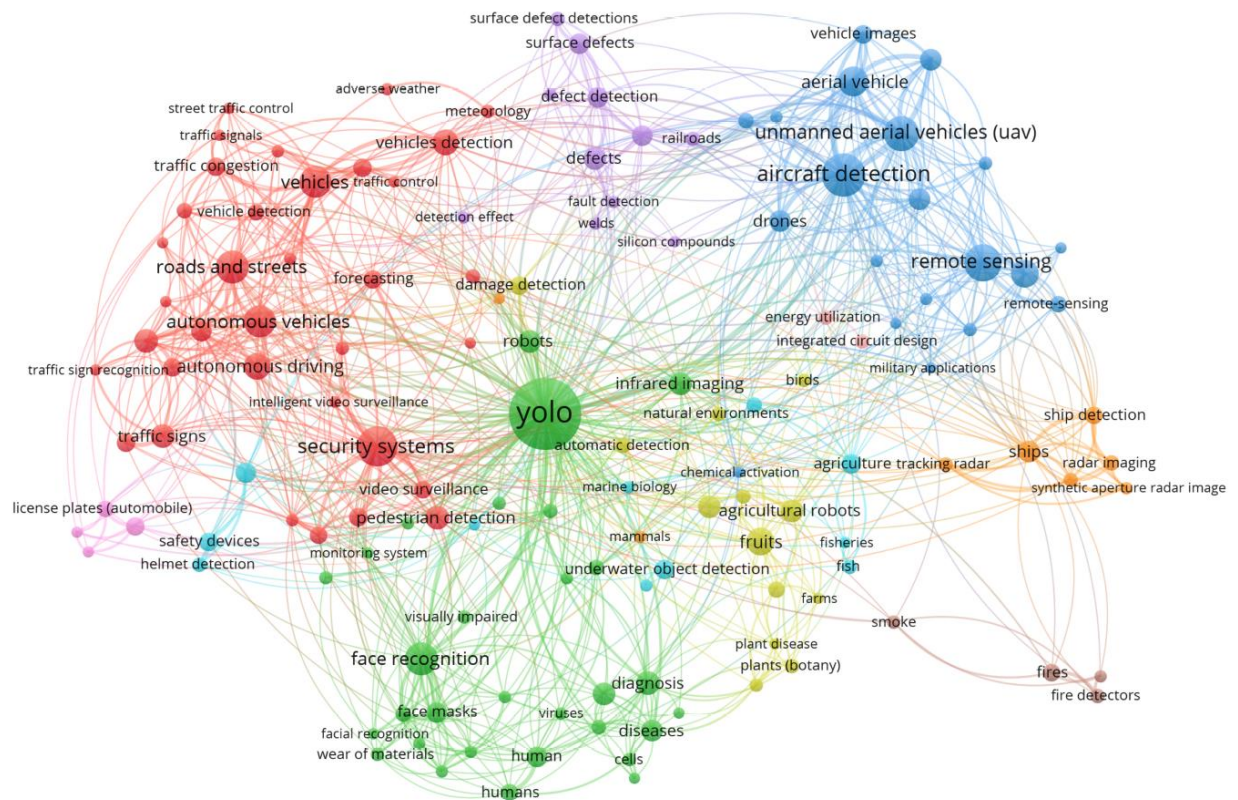 surface defect detections
surface defects
vehicle images
aerial vehicle
adverse weather
street traffic control
meteorology
defect detection
traffic signals
vehicles detection
railroads
unmanned aerial vehicles (uav)
traffic congestion
defects
vehicles
traffic control
aircraft detection
fault detection
vehicle detection
detection effect
welds
drones
silicon compounds
roads and streets
remote sensing
forecasting
damage detection
remote-sensing
energy utilization
autonomous vehicles
robots
integrated circuit design
traffic sign recognition
autonomous driving
military applications
infrared imaging
birds
intelligent video surveillance
yolo
natural environments
ship detection
traffic signs
security systems
automatic detection
ships
agriculture
tracking radar
radar imaging
chemical activation
video surveillance
marine biology
synthetic aperture radar image
license plates (automobile)
pedestrian detection
agricultural robots
safety devices
mammals
fruits
fisheries
monitoring system
helmet detection
underwater object detection
fish
farms
visually impaired
smoke
plant disease
face recognition
plants (botany)
fires
diagnosis
fire detectors
face masks
viruses
facial recognition
diseases
wear of materials
human
cells
humans